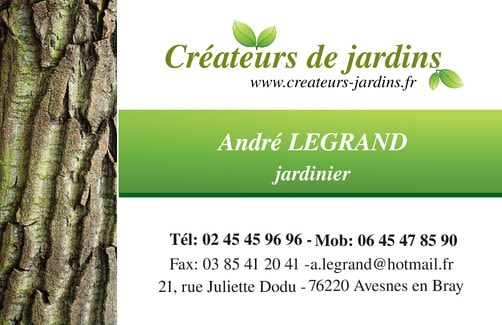 Créateurs de jardins
www.createurs-jardins.fr
André LEGRAND
jardinier
Tél: 02 45 45 96 96 - Mob: 06 45 47 85 90
Fax: 03 85 41 20 41 -a.legrand@hotmail.fr
21, rue Juliette Dodu - 76220 Avesnes en Bray